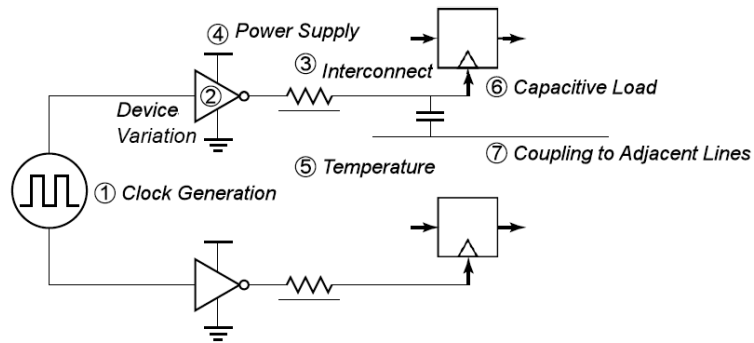 ④ Power Supply
③ Interconnect
②
Device
Variation
⑥ Capacitive Load
⑦ Coupling to Adjacent Lines
⑤ Temperature
① Clock Generation